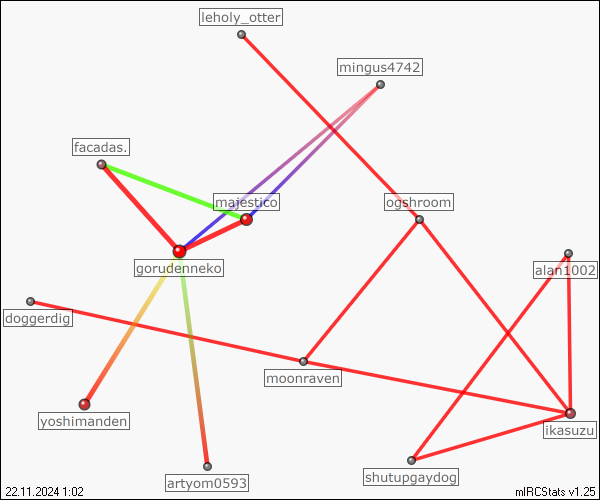 leholy_otter
mingus4742
facadas.
majestico
ogshroom
gorudenneko
alan1002
doggerdig
moonraven
yoshimanden
ikasuzu
shutupgaydog
artyom0593
22.11.2024 1:02
mIRCStats v1.25